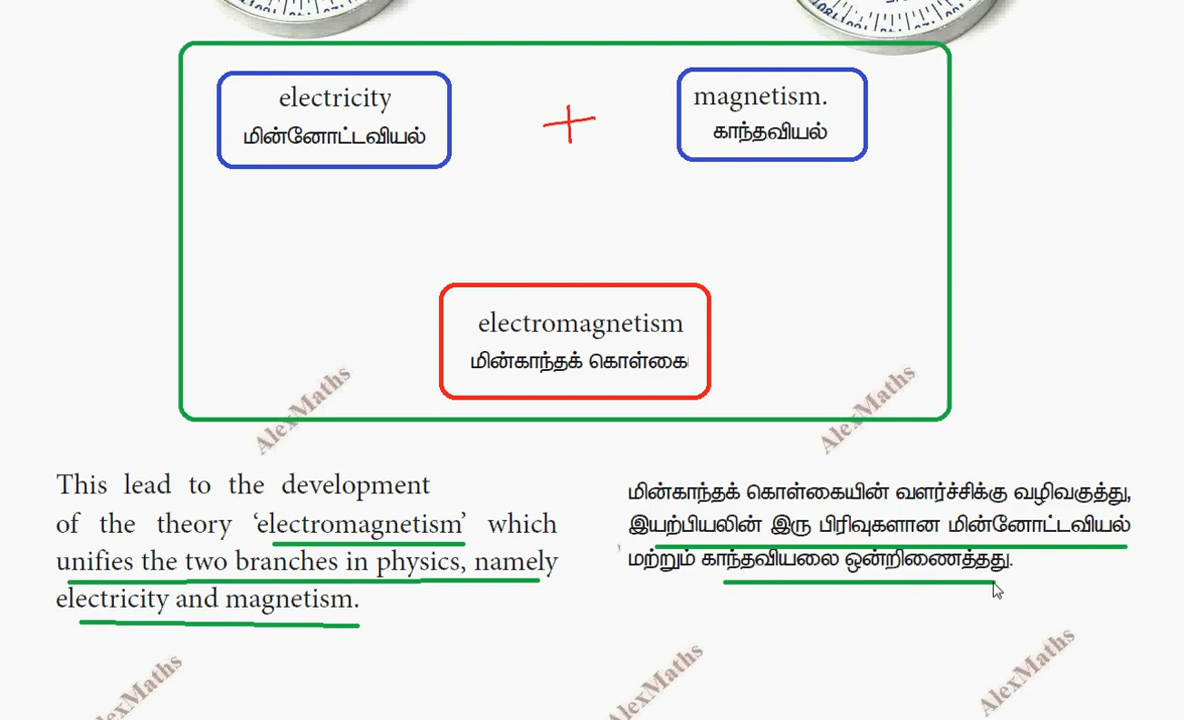 electricity
மின்னோட்டவியல்
+
magnetism.
காந்தவியல்
electromagnetism
மின்காந்தக் கொள்கை
AlexMaths
AlexMaths
This lead to the development
of the theory ‘electromagnetism’ which
unifies the two branches in physics, namely
electricity and magnetism.
மின்காந்தக் கொள்கையின் வளர்ச்சிக்கு வழிவகுத்து,
இயற்பியலின் இரு பிரிவுகளான மின்னோட்டவியல்
மற்றும் காந்தவியலை ஒன்றிணைத்தது.
AlexMaths
AlexMaths
AlexMaths